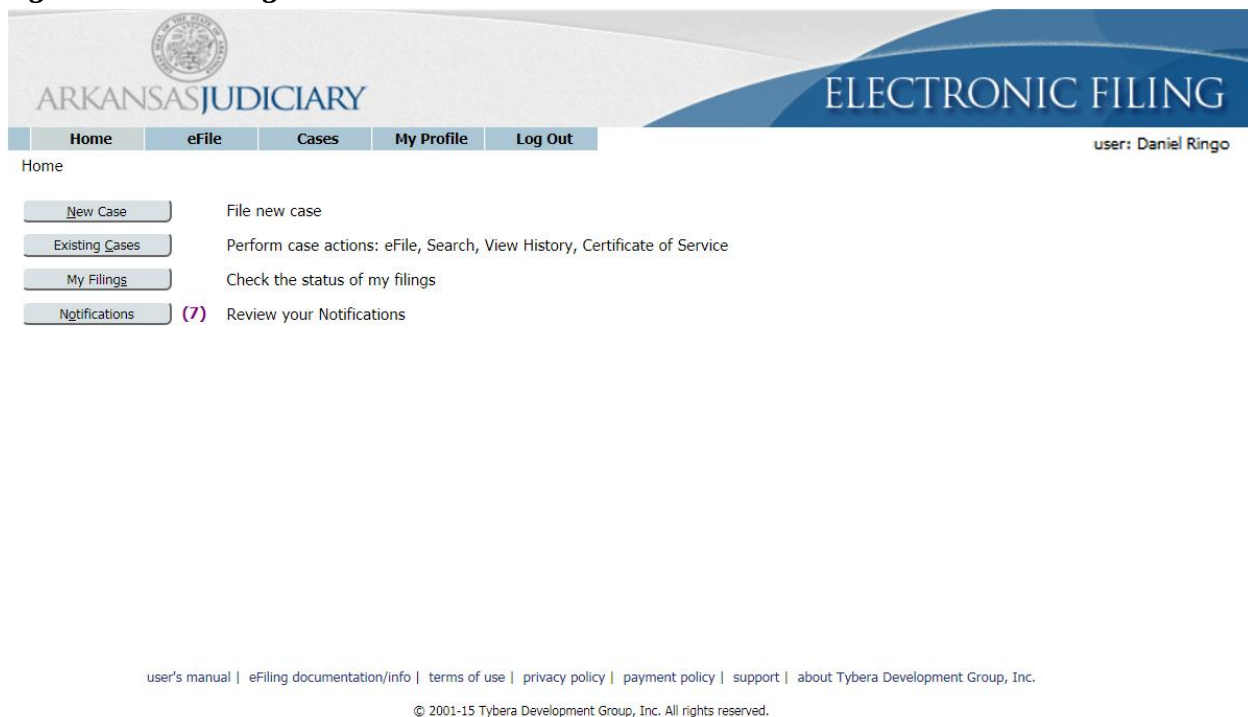 ARKANSASJUDICIARY
ELECTRONIC FILING
Home eFile Cases My Profile Log Out
user: Daniel Ringo
Home
New Case File new case
Existing Cases Perform case actions: eFile, Search, View History, Certificate of Service
My Filings Check the status of my filings
Notifications (7) Review your Notifications
user's manual | eFiling documentation/info | terms of use | privacy policy | payment policy | support | about Tybera Development Group, Inc.
© 2001-15 Tybera Development Group, Inc. All rights reserved.